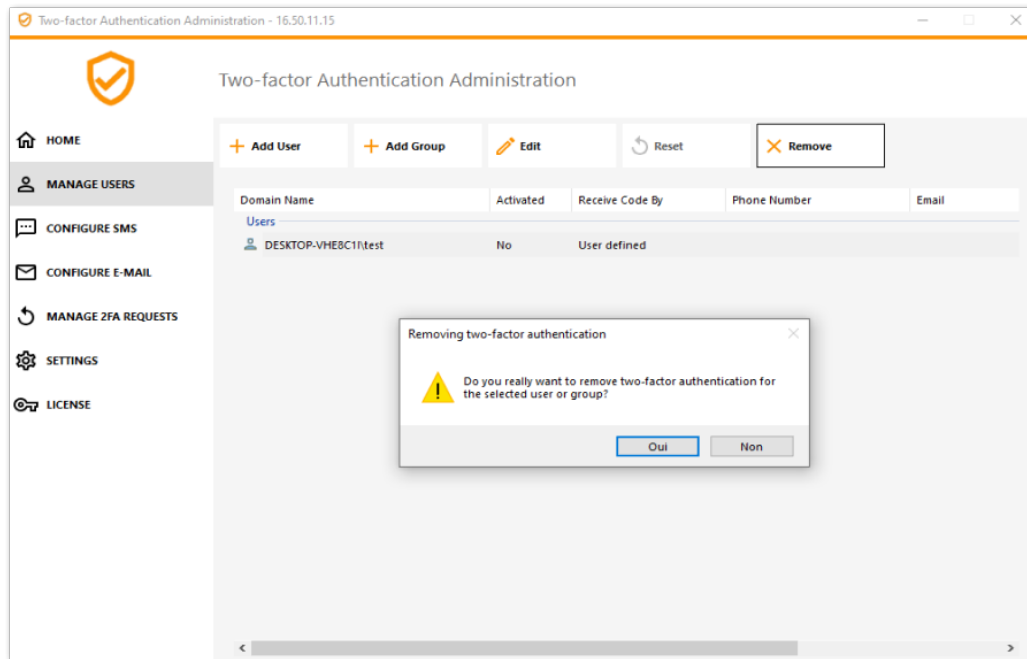 Two-factor Authentication Administration - 16.50.11.15
Two-factor Authentication Administration
HOME
MANAGE USERS
CONFIGURE SMS
CONFIGURE E-MAIL
MANAGE 2FA REQUESTS
SETTINGS
LICENSE
Add User
Add Group
Edit
Reset
Remove
Domain Name
Activated
Receive Code By
Phone Number
Email
Users
DESKTOP-VHE8C1I\test
No
User defined
Removing two-factor authentication
Do you really want to remove two-factor authentication for
the selected user or group?
Oui
Non